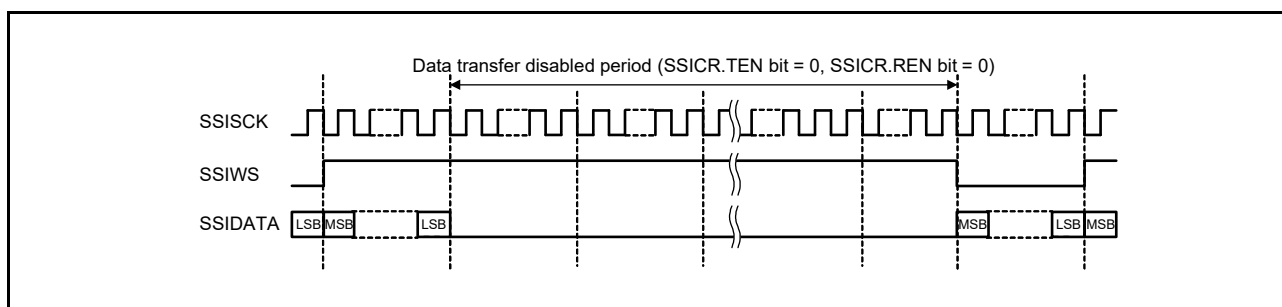 Data transfer disabled period (SSICR.TEN bit = 0, SSICR.REN bit = 0)
SSISCK
SSIWS
SSIDATA LSB MSB LSB MSB LSB MSB